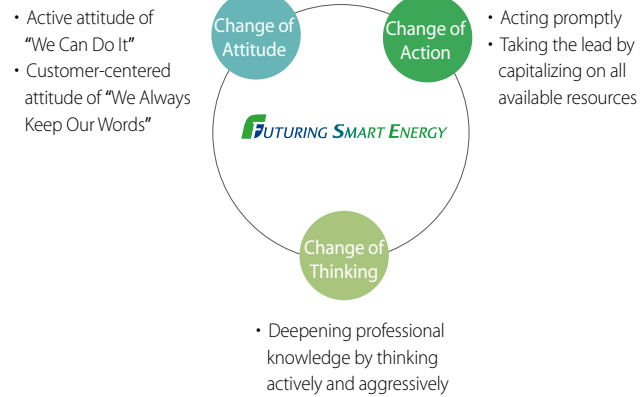 • Active attitude of
"We Can Do It"
• Customer-centered
attitude of "We Always
Keep Our Words"
Change of
Attitude
Change of
Action
• Acting promptly
• Taking the lead by
capitalizing on all
available resources
FUTURING SMART ENERGY
Change of
Thinking
• Deepening professional
knowledge by thinking
actively and aggressively